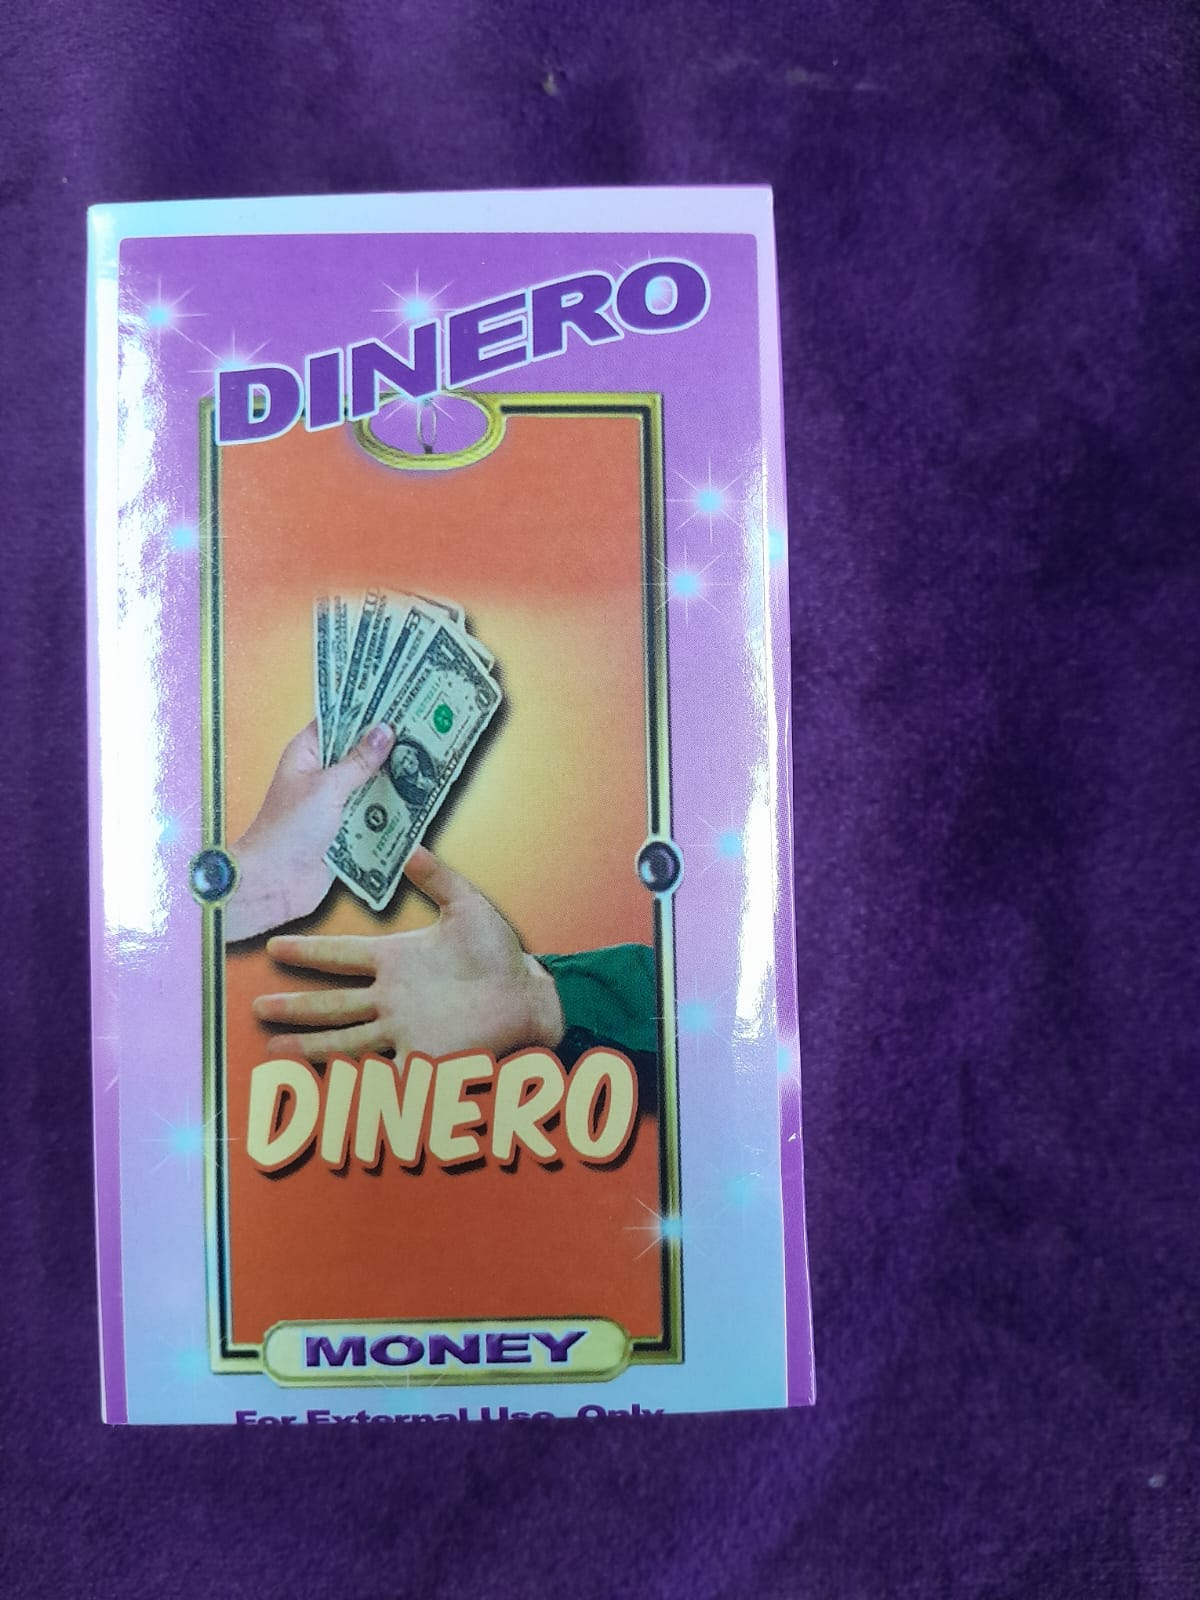 DINERO
DINERO
MONEY
For External Use Only